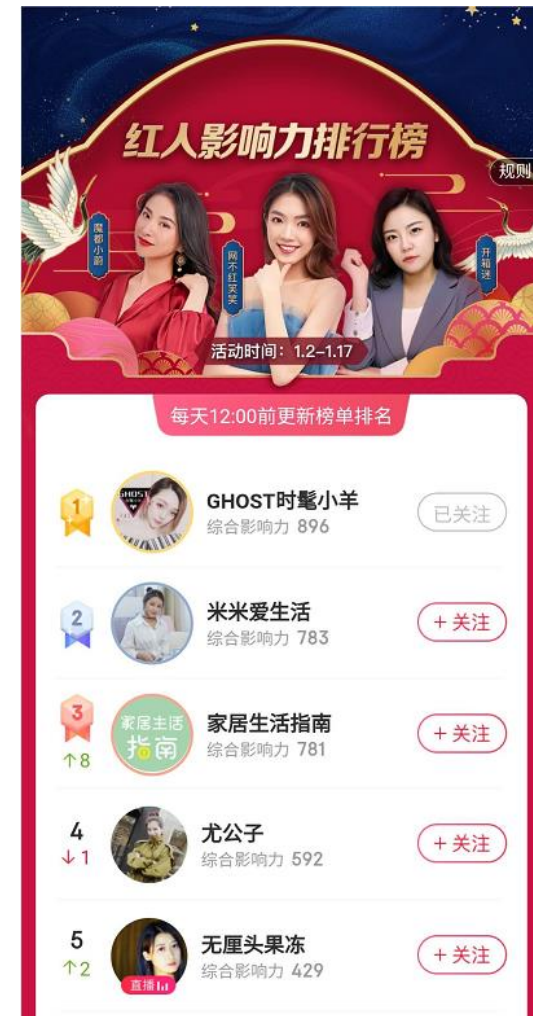 红人影响力排行榜
规则
魔都小蔚
网不红笑笑
开箱迷
活动时间：1.2-1.17
每天12:00前更新榜单排名
1
GHOST
GHOST时髦小羊
综合影响力 896
已关注
2
米米爱生活
综合影响力 783
+ 关注
3
↑8
家居生活
指南
家居生活指南
综合影响力 781
+ 关注
4
↓1
尤公子
综合影响力 592
+ 关注
5
↑2
直播
无厘头果冻
综合影响力 429
+ 关注